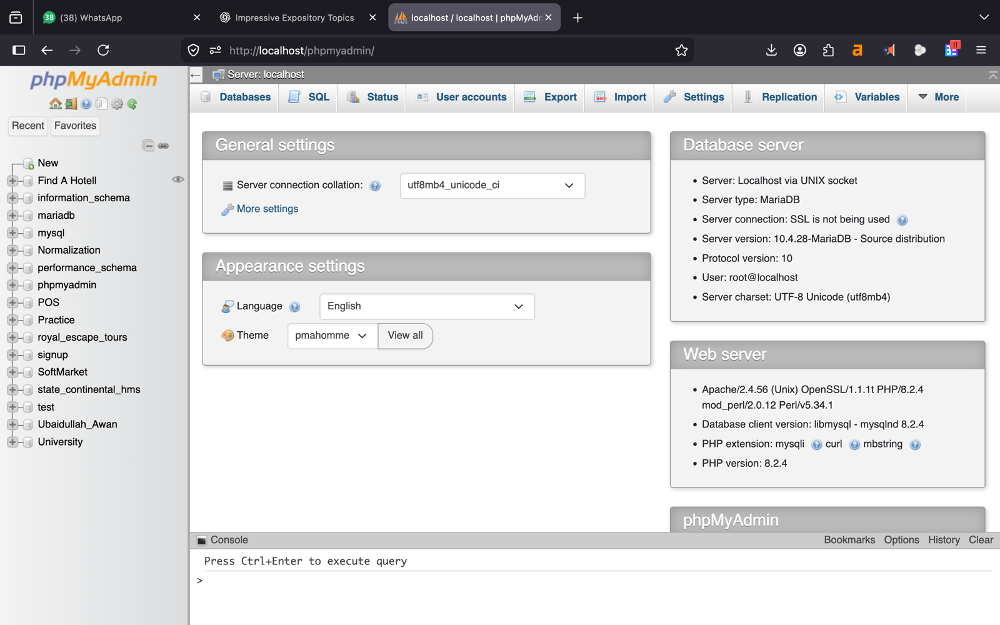 38 (38) WhatsApp
Impressive Expository Topics
localhost / localhost | phpMyAdn
http://localhost/phpmyadmin/
phpMyAdmin
Recent Favorites
New
Find A Hotell
information_schema
mariadb
mysql
Normalization
performance_schema
phpmyadmin
POS
Practice
royal_escape_tours
signup
SoftMarket
state_continental_hms
test
Ubaidullah_Awan
University
Server: localhost
Databases SQL Status User accounts Export Import Settings Replication Variables More
General settings
Server connection collation: utf8mb4_unicode_ci
More settings
Appearance settings
Language English
Theme pmahomme View all
Database server
Server: Localhost via UNIX socket
Server type: MariaDB
Server connection: SSL is not being used
Server version: 10.4.28-MariaDB - Source distribution
Protocol version: 10
User: root@localhost
Server charset: UTF-8 Unicode (utf8mb4)
Web server
Apache/2.4.56 (Unix) OpenSSL/1.1.1t PHP/8.2.4
mod_perl/2.0.12 Perl/v5.34.1
Database client version: libmysql - mysqlnd 8.2.4
PHP extension: mysqli curl mbstring
PHP version: 8.2.4
phpMyAdmin
Console Bookmarks Options History Clear
Press Ctrl+Enter to execute query
>